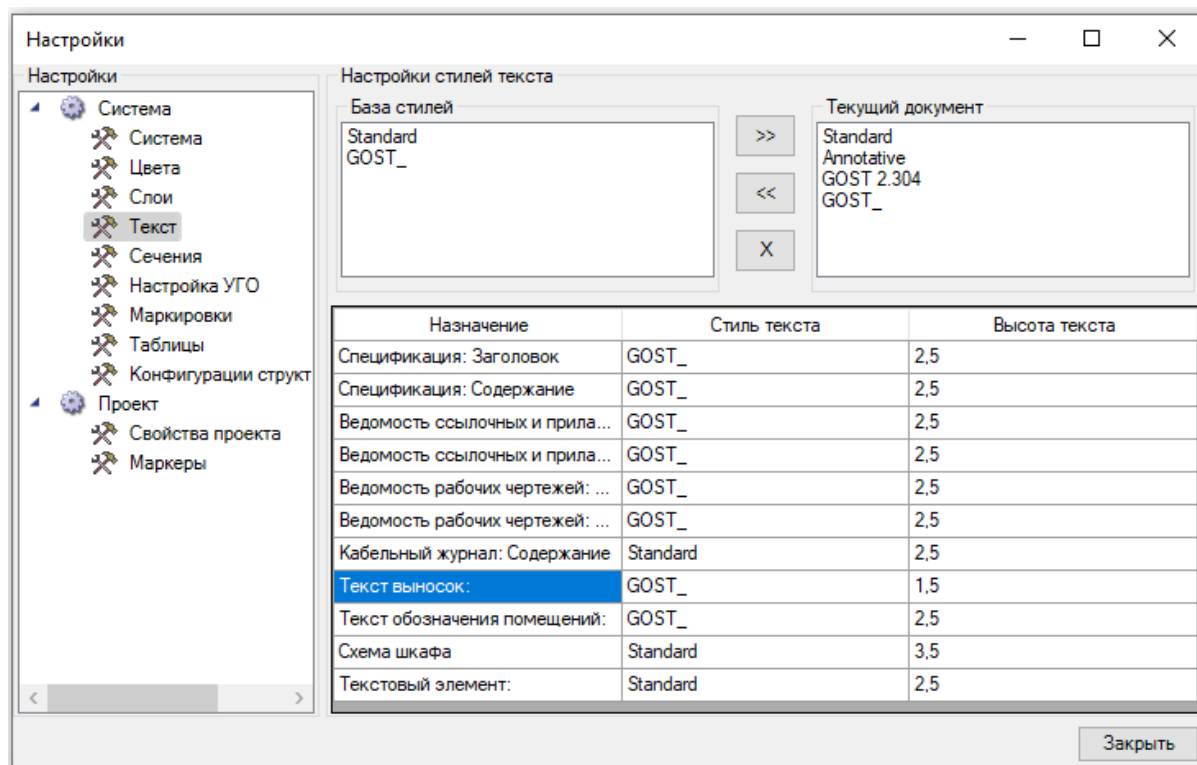 Настройки
Настройки
Система
Система
Цвета
Слои
Текст
Сечения
Настройка УГО
Маркировки
Таблицы
Конфигурации структ
Проект
Свойства проекта
Маркеры
Настройки стилей текста
База стилей
Standard
GOST_
>>
<<
X
Текущий документ
Standard
Annotative
GOST 2.304
GOST_
Назначение Стиль текста Высота текста
Спецификация: Заголовок GOST_ 2,5
Спецификация: Содержание GOST_ 2,5
Ведомость ссылочных и прила... GOST_ 2,5
Ведомость ссылочных и прила... GOST_ 2,5
Ведомость рабочих чертежей: ... GOST_ 2,5
Ведомость рабочих чертежей: ... GOST_ 2,5
Кабельный журнал: Содержание Standard 2,5
Текст выносок: GOST_ 1,5
Текст обозначения помещений: GOST_ 2,5
Схема шкафа Standard 3,5
Текстовый элемент: Standard 2,5
Закрыть